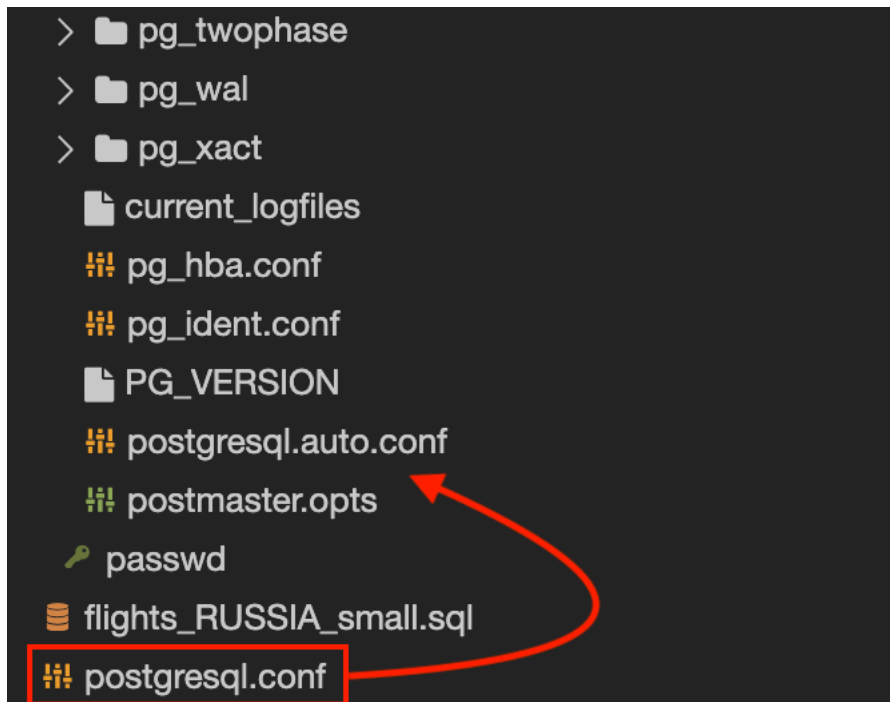 pg_twophase
pg_wal
pg_xact
current_logfiles
pg_hba.conf
pg_ident.conf
PG_VERSION
postgresql.auto.conf
postmaster.opts
passwd
flights_RUSSIA_small.sql
postgresql.conf